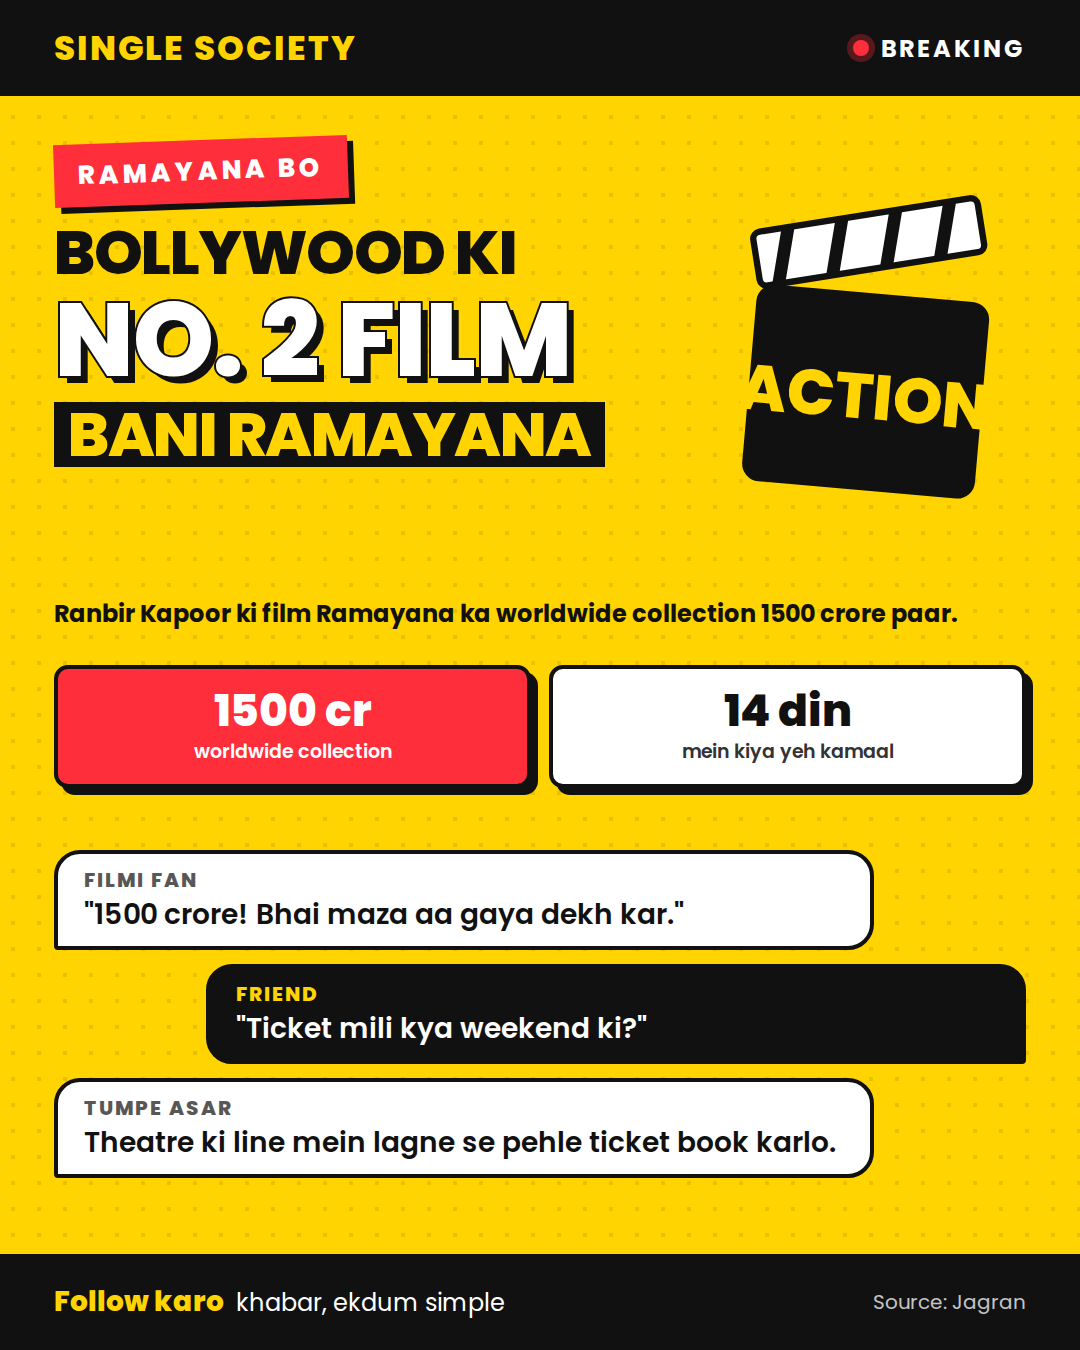 SINGLE SOCIETY
BREAKING
RAMAYANA BO
BOLLYWOOD KI
NO. 2 FILM
BANI RAMAYANA
ACTION
Ranbir Kapoor ki film Ramayana ka worldwide collection 1500 crore paar.
1500 cr
worldwide collection
14 din
mein kiya yeh kamaal
FILMI FAN
"1500 crore! Bhai maza aa gaya dekh kar."
FRIEND
"Ticket mili kya weekend ki?"
TUMPE ASAR
Theatre ki line mein lagne se pehle ticket book karlo.
Follow karo khabar, ekdum simple
Source: Jagran